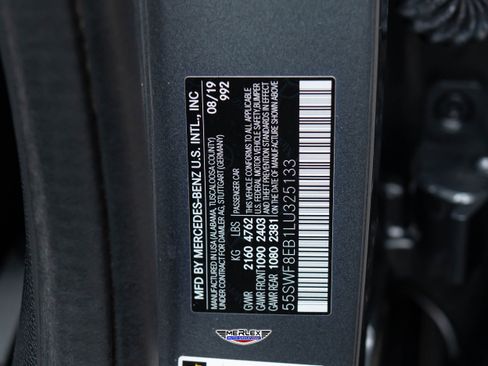 MFD BY MERCEDES-BENZ U.S. INTL., INC
MANUFACTURED IN USA (ALABAMA, TUSCALOOSA COUNTY)
UNDER CONTRACT FOR DAIMLER AG, STUTTGART (GERMANY)
08/19
992
PASSENGER CAR
KG LBS
GVWR 2160 4762
GAWR FRONT 1090 2403
GAWR REAR 1080 2381
THIS VEHICLE CONFORMS TO ALL APPLICABLE
U.S. FEDERAL MOTOR VEHICLE SAFETY, BUMPER
AND THEFT PREVENTION STANDARDS IN EFFECT
ON THE DATE OF MANUFACTURE SHOWN ABOVE
55SWF8EB1LU325133
MERLEX